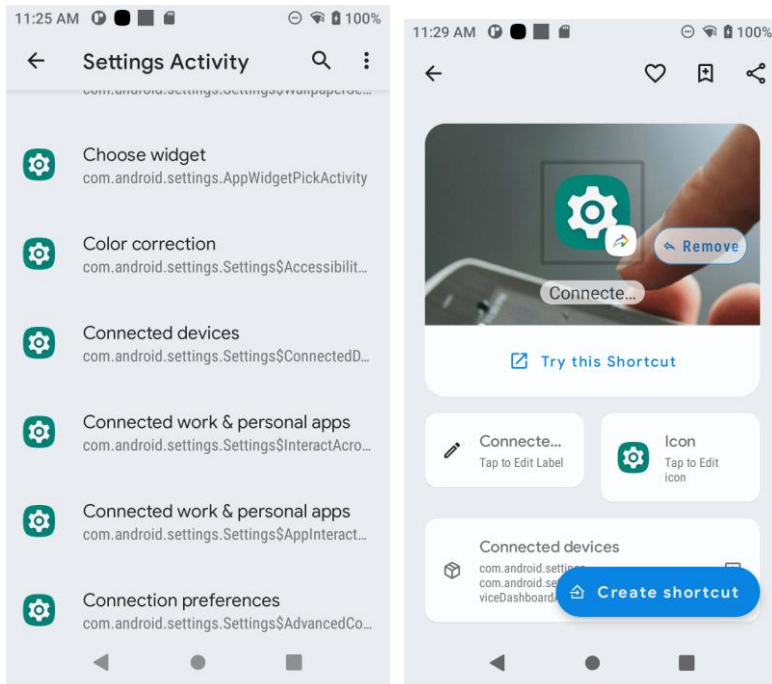 11:25 AM
100%
Settings Activity
Choose widget
com.android.settings.AppWidgetPickActivity
Color correction
com.android.settings.Settings$Accessibilit...
Connected devices
com.android.settings.Settings$ConnectedD...
Connected work & personal apps
com.android.settings.Settings$InteractAcro...
Connected work & personal apps
com.android.settings.Settings$AppInteract...
Connection preferences
com.android.settings.Settings$AdvancedCo...
11:29 AM
100%
Remove
Connecte...
Try this Shortcut
Connecte...
Tap to Edit Label
Icon
Tap to Edit
icon
Connected devices
com.android.settin
com.android.se
viceDashboard
Create shortcut